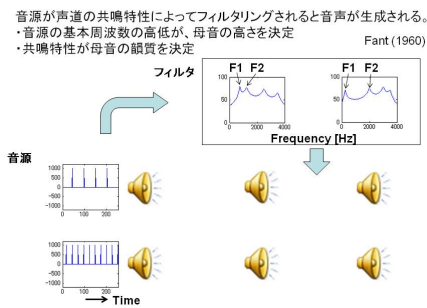 音源が声道の共鳴特性によってフィルタリングされると音声が生成される。
・音源の基本周波数の高低が、母音の高さを決定
・共鳴特性が母音の韻質を決定
Fant (1960)
フィルタ
F1 F2
F1 F2
100
50
0
0 2000 4000
100
50
0
0 2000 4000
Frequency [Hz]
音源
1000
500
0
-500
-1000
0 100 200
1000
500
0
-500
-1000
0 100 200
Time